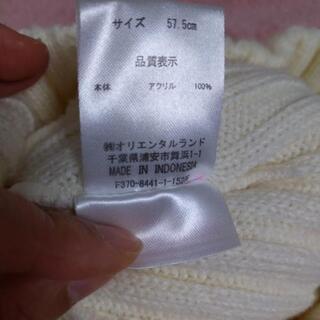 サイズ 57.5cm
品質表示
本体 アクリル 100%
㈱オリエンタルランド
千葉県浦安市舞浜1-1
MADE IN INDONESIA